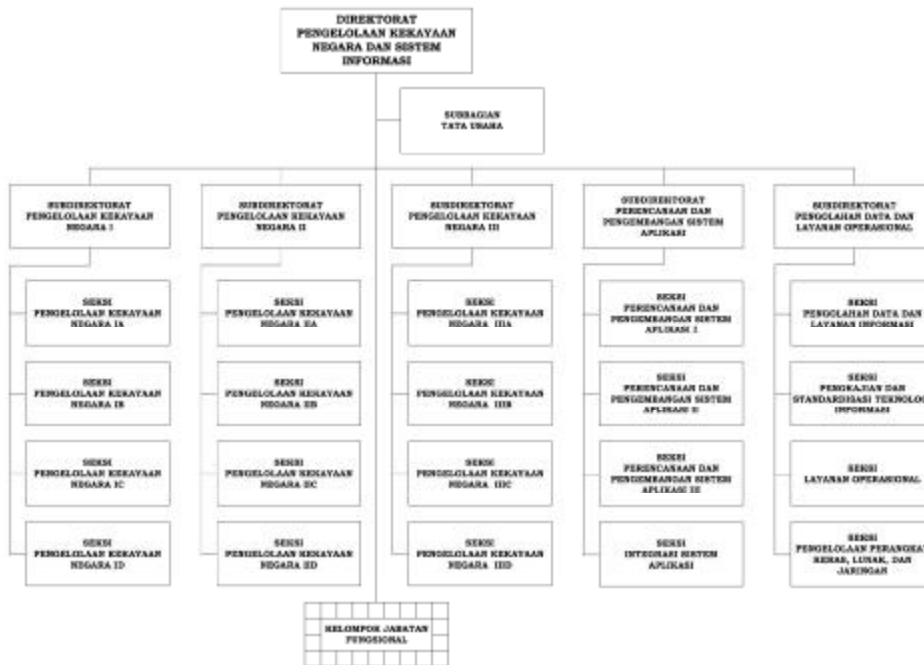 DIREKTORAT
PENGELOLAAN KEKAYAAN
NEGARA DAN SISTEM
INFORMASI
SUBBAGIAN
TATA USAHA
SUBDIREKTORAT
PENGELOLAAN KEKAYAAN
NEGARA I
SUBDIREKTORAT
PENGELOLAAN KEKAYAAN
NEGARA II
SUBDIREKTORAT
PENGELOLAAN KEKAYAAN
NEGARA III
SUBDIREKTORAT
PERENCANAAN DAN
PENGEMBANGAN SISTEM
APLIKASI
SUBDIREKTORAT
PENGOLAHAN DATA DAN
LAYANAN OPERASIONAL
SEKSI
PENGELOLAAN KEKAYAAN
NEGARA IA
SEKSI
PENGELOLAAN KEKAYAAN
NEGARA IIA
SEKSI
PENGELOLAAN KEKAYAAN
NEGARA IIIA
SEKSI
PERENCANAAN DAN
PENGEMBANGAN SISTEM
APLIKASI I
SEKSI
PENGOLAHAN DATA DAN
LAYANAN INFORMASI
SEKSI
PENGELOLAAN KEKAYAAN
NEGARA IB
SEKSI
PENGELOLAAN KEKAYAAN
NEGARA IIB
SEKSI
PENGELOLAAN KEKAYAAN
NEGARA IIIB
SEKSI
PERENCANAAN DAN
PENGEMBANGAN SISTEM
APLIKASI II
SEKSI
PENGKAJIAN DAN
STANDARDISASI TEKNOLOG
INFORMASI
SEKSI
PENGELOLAAN KEKAYAAN
NEGARA IC
SEKSI
PENGELOLAAN KEKAYAAN
NEGARA IIC
SEKSI
PENGELOLAAN KEKAYAAN
NEGARA IIIC
SEKSI
PERENCANAAN DAN
PENGEMBANGAN SISTEM
APLIKASI III
SEKSI
LAYANAN OPERASIONAL
SEKSI
PENGELOLAAN KEKAYAAN
NEGARA ID
SEKSI
PENGELOLAAN KEKAYAAN
NEGARA IID
SEKSI
PENGELOLAAN KEKAYAAN
NEGARA IIID
SEKSI
INTEGRASI SISTEM
APLIKASI
SEKSI
PENGELOLAAN PERANGKAT
KERAS, LUNAK, DAN
JARINGAN
KELOMPOK JABATAN
FUNGSIONAL